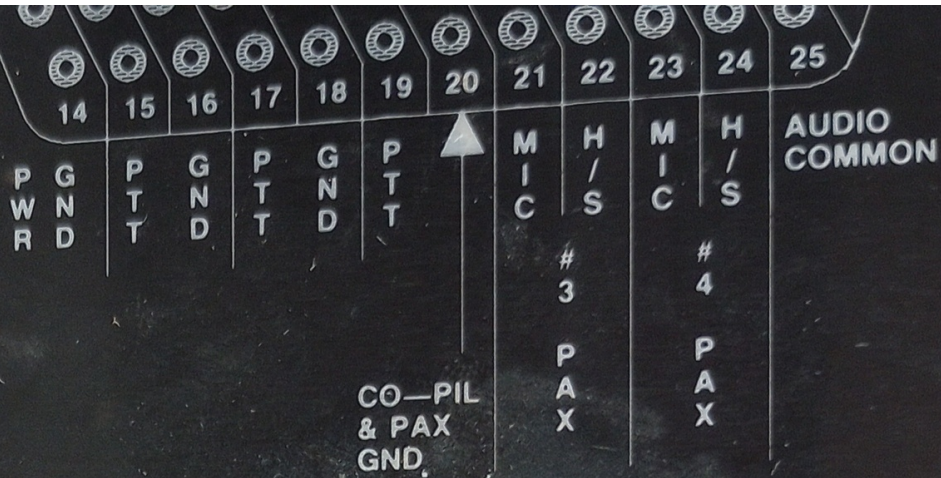 14 15 16 17 18 19 20 21 22 23 24 25
PWR GND PTT GND PTT GND PTT MIC H/S MIC H/S AUDIO
COMMON
#3 PAX #4 PAX
CO—PIL
& PAX
GND